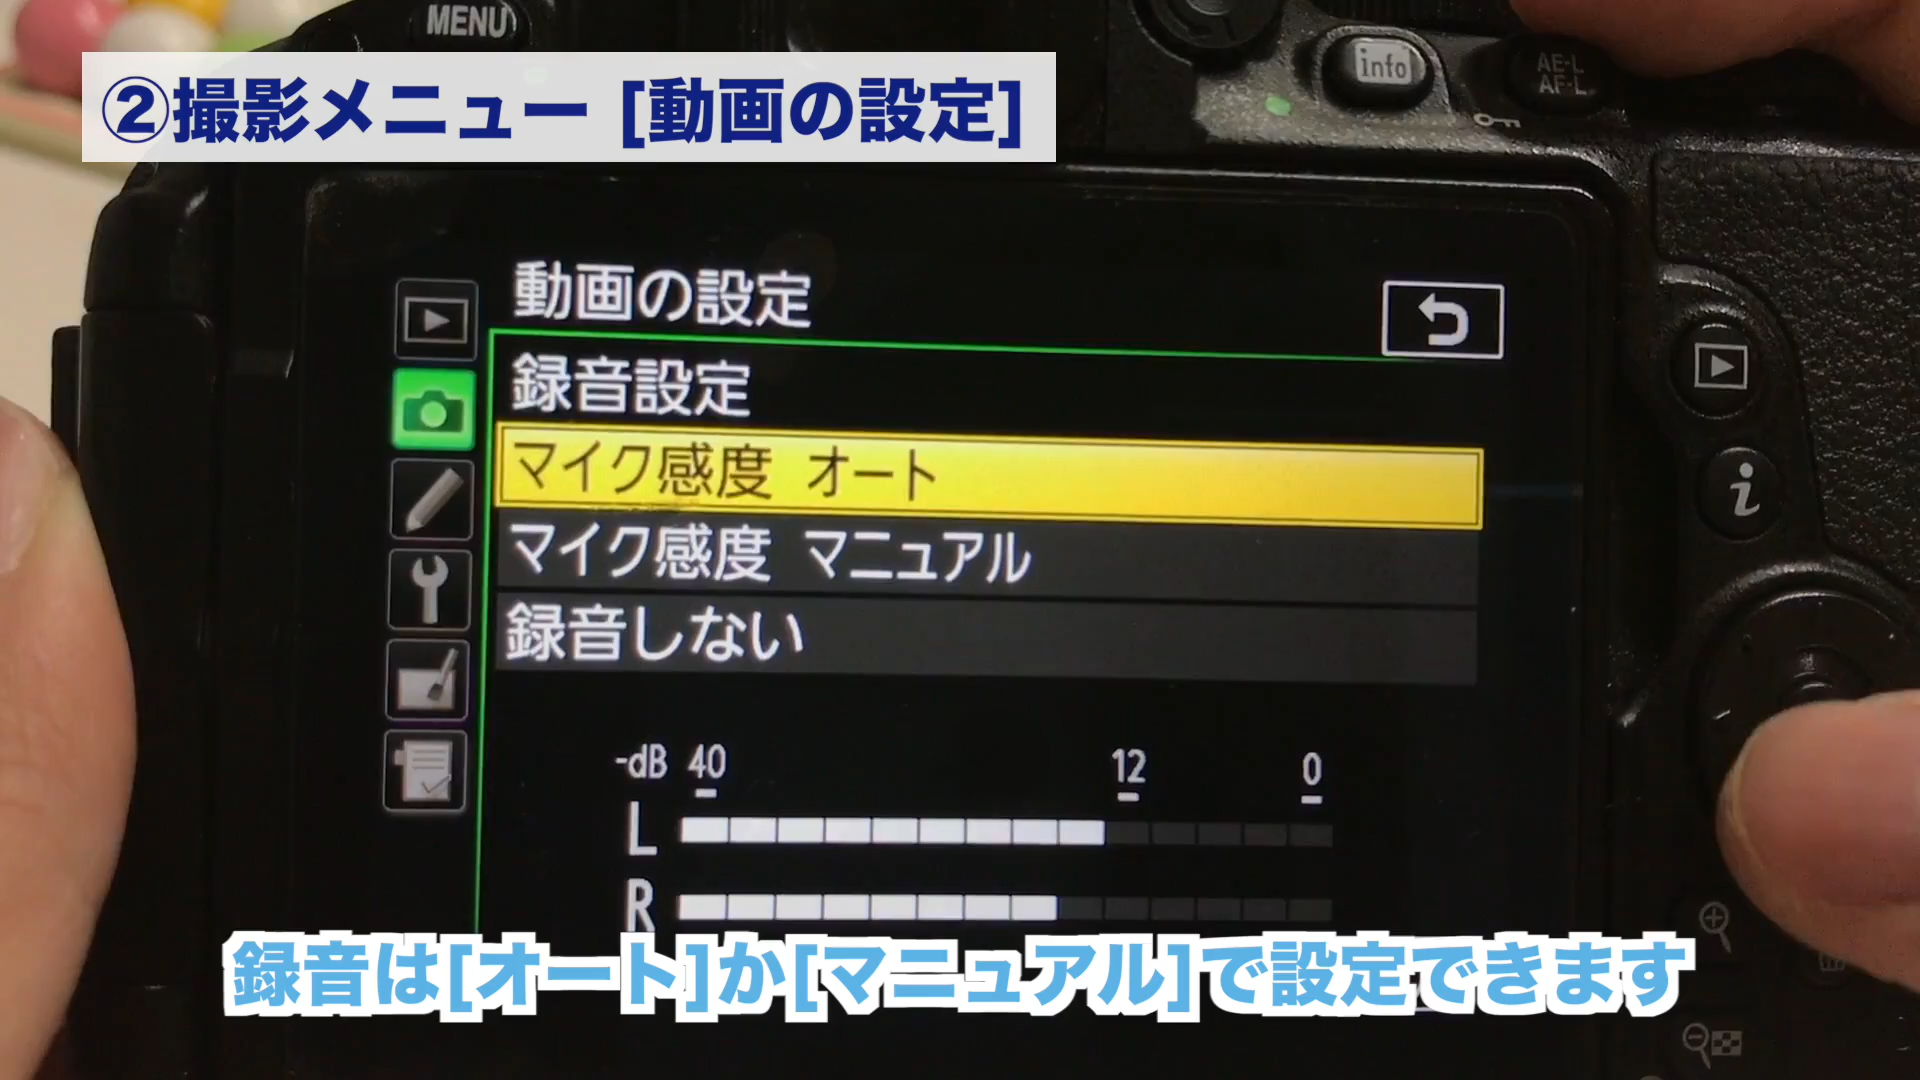 MENU
②撮影メニュー [動画の設定]
info
AE-L
AF-L
動画の設定
録音設定
マイク感度 オート
マイク感度 マニュアル
録音しない
i
-dB 40 12 0
L
R
録音は[オート]か[マニュアル]で設定できます